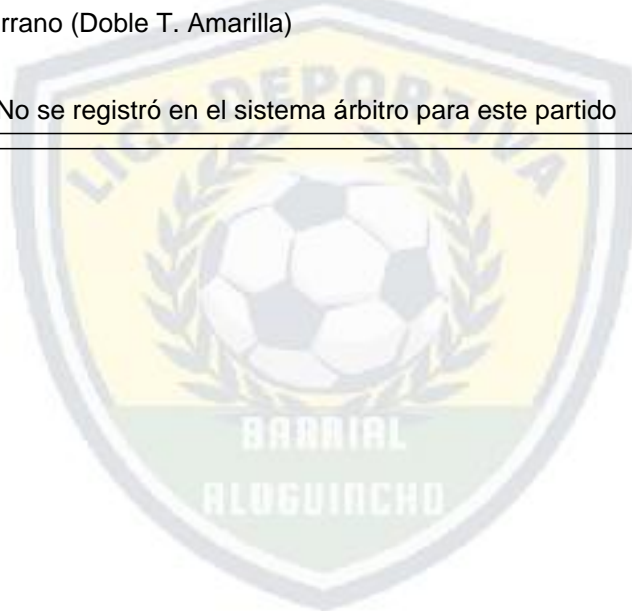 rrano (Doble T. Amarilla)
No se registró en el sistema árbitro para este partido
LIGA DEPORTIVA
BARRIAL
ALUGUINCHO